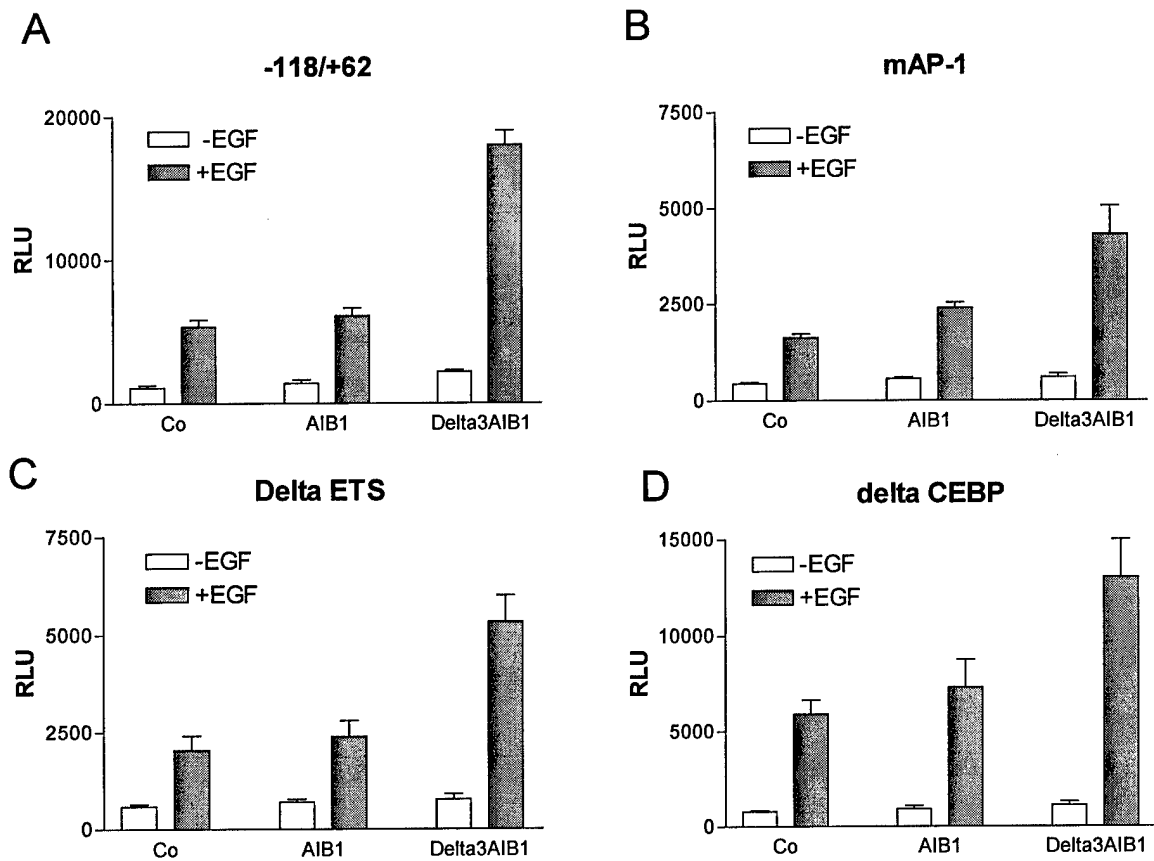 A
-118/+62
20000
10000
0
RLU
-EGF
+EGF
Co
AIB1
Delta3AIB1
B
mAP-1
7500
5000
2500
0
RLU
-EGF
+EGF
Co
AIB1
Delta3AIB1
C
Delta ETS
7500
5000
2500
0
RLU
-EGF
+EGF
Co
AIB1
Delta3AIB1
D
delta CEBP
15000
10000
5000
0
RLU
-EGF
+EGF
Co
AIB1
Delta3AIB1